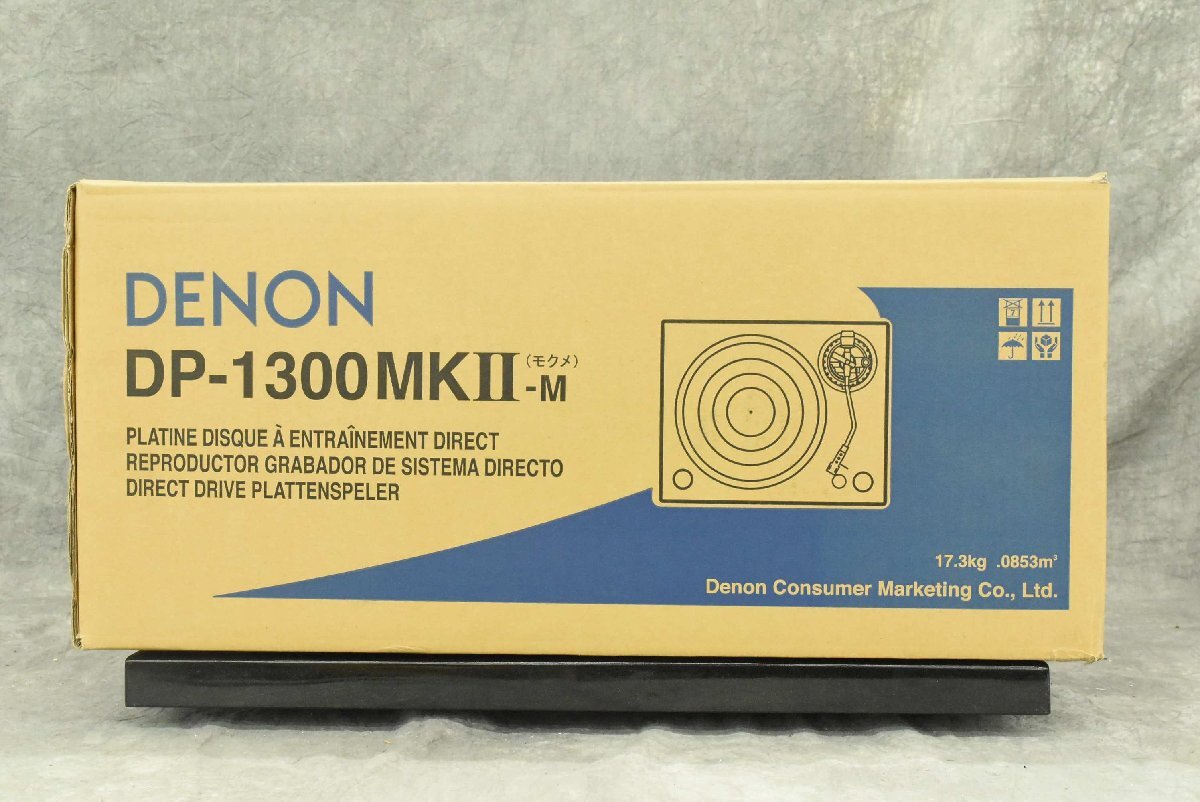 DENON
DP-1300MKII-M
(モクメ)
PLATINE DISQUE À ENTRAÎNEMENT DIRECT
REPRODUCTOR GRABADOR DE SISTEMA DIRECTO
DIRECT DRIVE PLATTENSPELER
7
17.3kg .0853m³
Denon Consumer Marketing Co., Ltd.